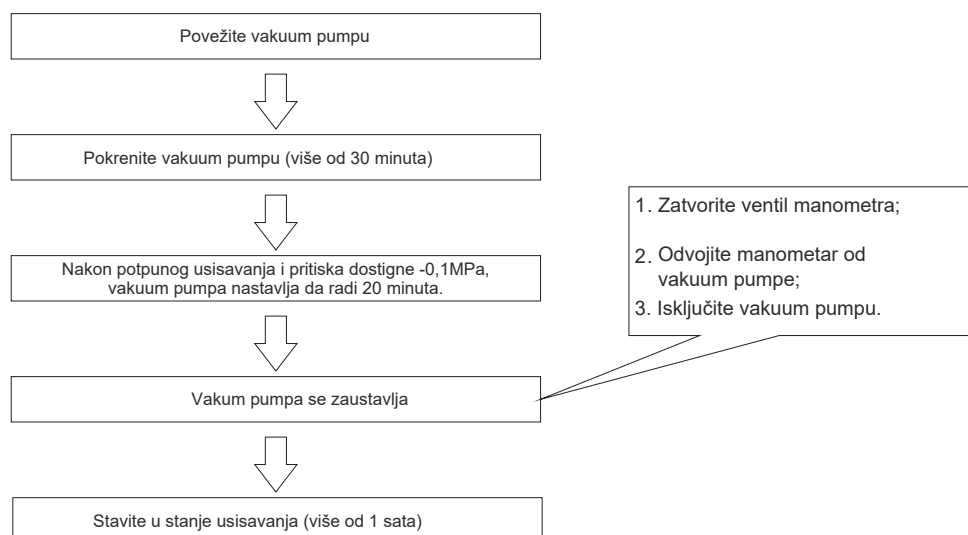 Povežite vakuum pumpu
Pokrenite vakuum pumpu (više od 30 minuta)
Nakon potpunog usisavanja i pritiska dostigne -0,1MPa,
vakuum pumpa nastavlja da radi 20 minuta.
Vakum pumpa se zaustavlja
1. Zatvorite ventil manometra;
2. Odvojite manometar od
vakuum pumpe;
3. Isključite vakuum pumpu.
Stavite u stanje usisavanja (više od 1 sata)